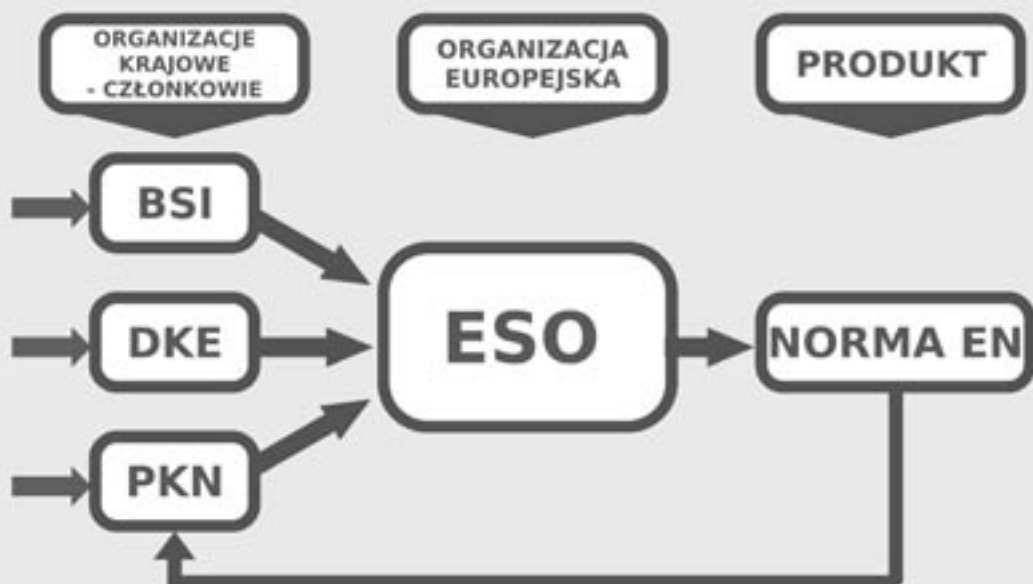 ORGANIZACJE
KRAJOWE
- CZŁONKOWIE
ORGANIZACJA
EUROPEJSKA
PRODUKT
BSI
DKE
PKN
ESO
NORMA EN